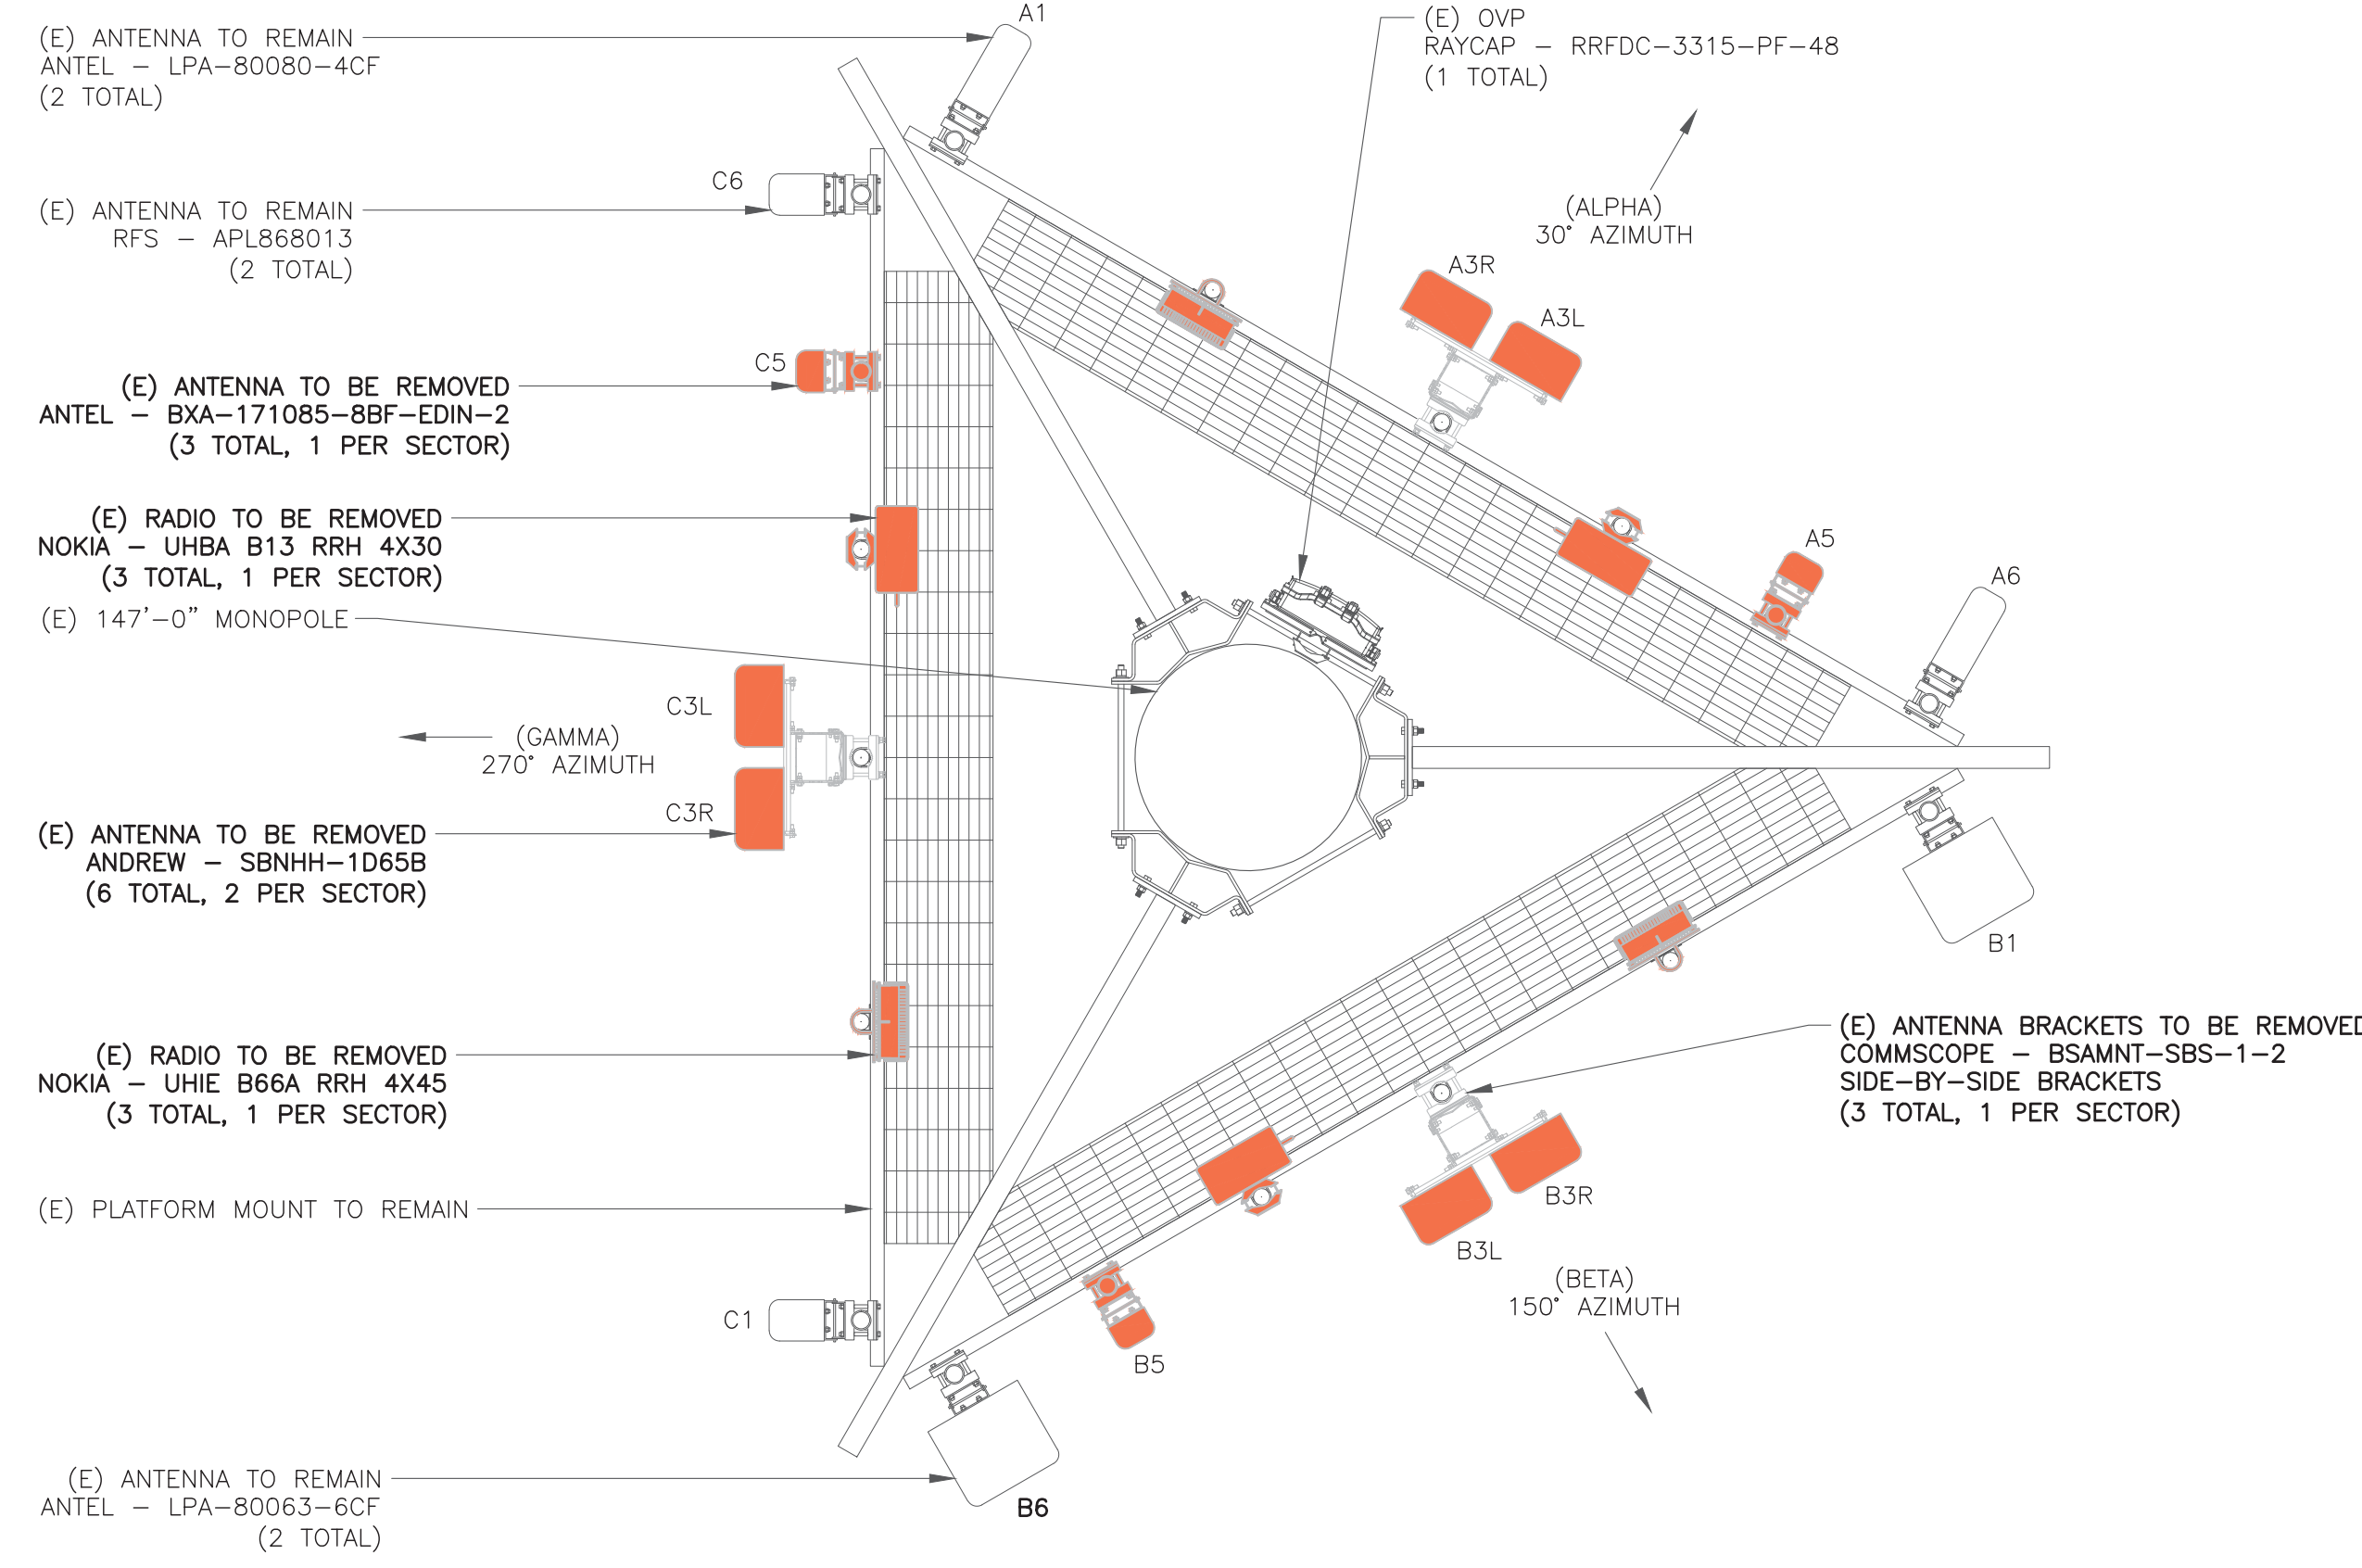 (E) ANTENNA TO REMAIN
ANTEL - LPA-80080-4CF
(2 TOTAL)
A1
(E) OVP
RAYCAP - RRFDC-3315-PF-48
(1 TOTAL)
C6
(E) ANTENNA TO REMAIN
RFS - APL868013
(2 TOTAL)
(ALPHA)
30° AZIMUTH
A3R
A3L
C5
(E) ANTENNA TO BE REMOVED
ANTEL - BXA-171085-8BF-EDIN-2
(3 TOTAL, 1 PER SECTOR)
(E) RADIO TO BE REMOVED
NOKIA - UHBA B13 RRH 4X30
(3 TOTAL, 1 PER SECTOR)
A5
A6
(E) 147'-0" MONOPOLE
C3L
(GAMMA)
270° AZIMUTH
C3R
(E) ANTENNA TO BE REMOVED
ANDREW - SBNHH-1D65B
(6 TOTAL, 2 PER SECTOR)
B1
(E) ANTENNA BRACKETS TO BE REMOVED
COMMSCOPE - BSAMNT-SBS-1-2
SIDE-BY-SIDE BRACKETS
(3 TOTAL, 1 PER SECTOR)
(E) RADIO TO BE REMOVED
NOKIA - UHIE B66A RRH 4X45
(3 TOTAL, 1 PER SECTOR)
(E) PLATFORM MOUNT TO REMAIN
B3R
B3L
(BETA)
150° AZIMUTH
C1
B5
(E) ANTENNA TO REMAIN
ANTEL - LPA-80063-6CF
(2 TOTAL)
B6